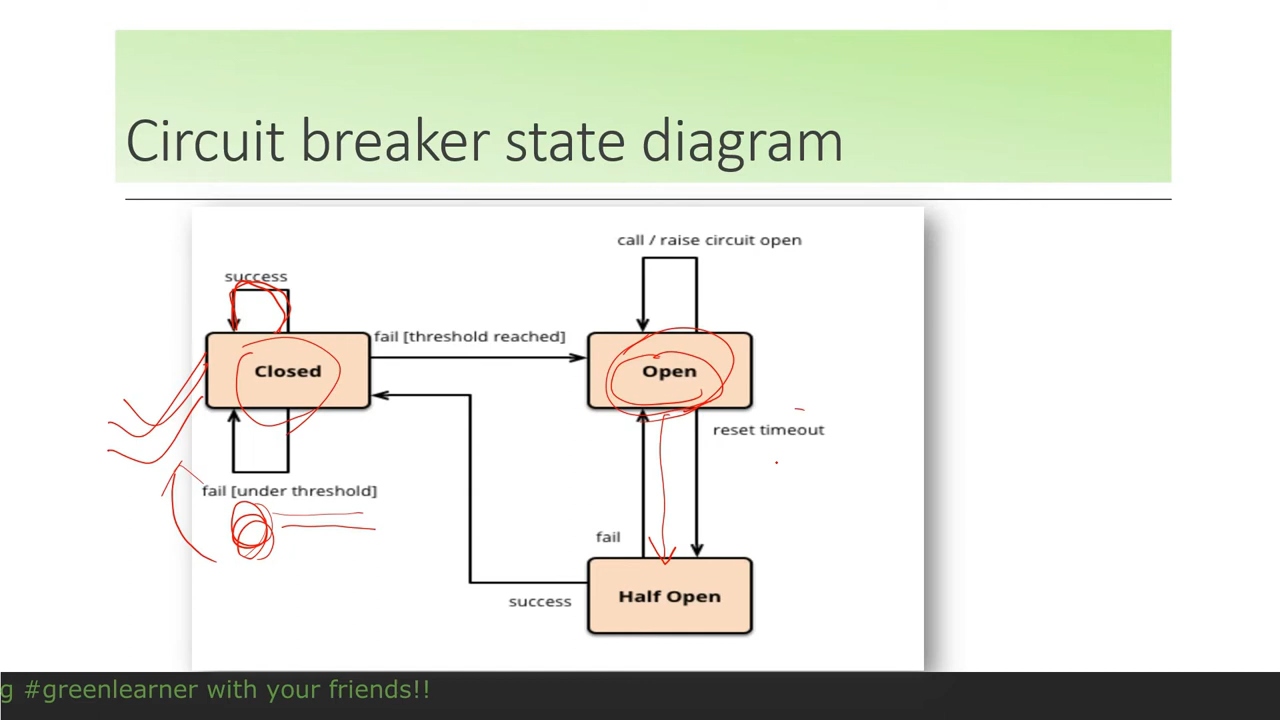 Circuit breaker state diagram
call / raise circuit open
success
fail [threshold reached]
Closed
Open
reset timeout
fail [under threshold]
fail
Half Open
success
g #greenlearner with your friends!!